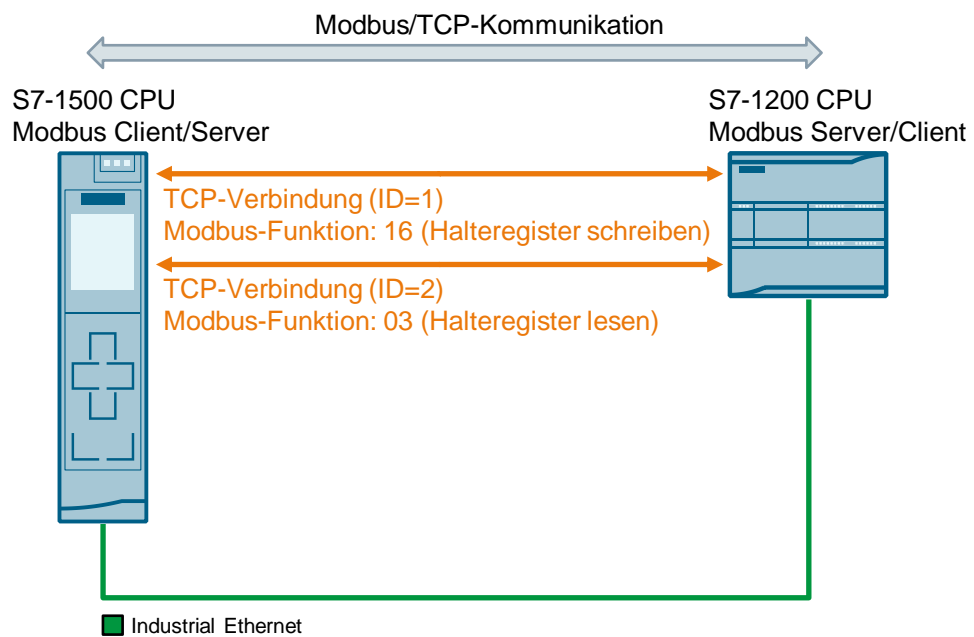 Modbus/TCP-Kommunikation
S7-1500 CPU
Modbus Client/Server
S7-1200 CPU
Modbus Server/Client
TCP-Verbindung (ID=1)
Modbus-Funktion: 16 (Halteregister schreiben)
TCP-Verbindung (ID=2)
Modbus-Funktion: 03 (Halteregister lesen)
Industrial Ethernet